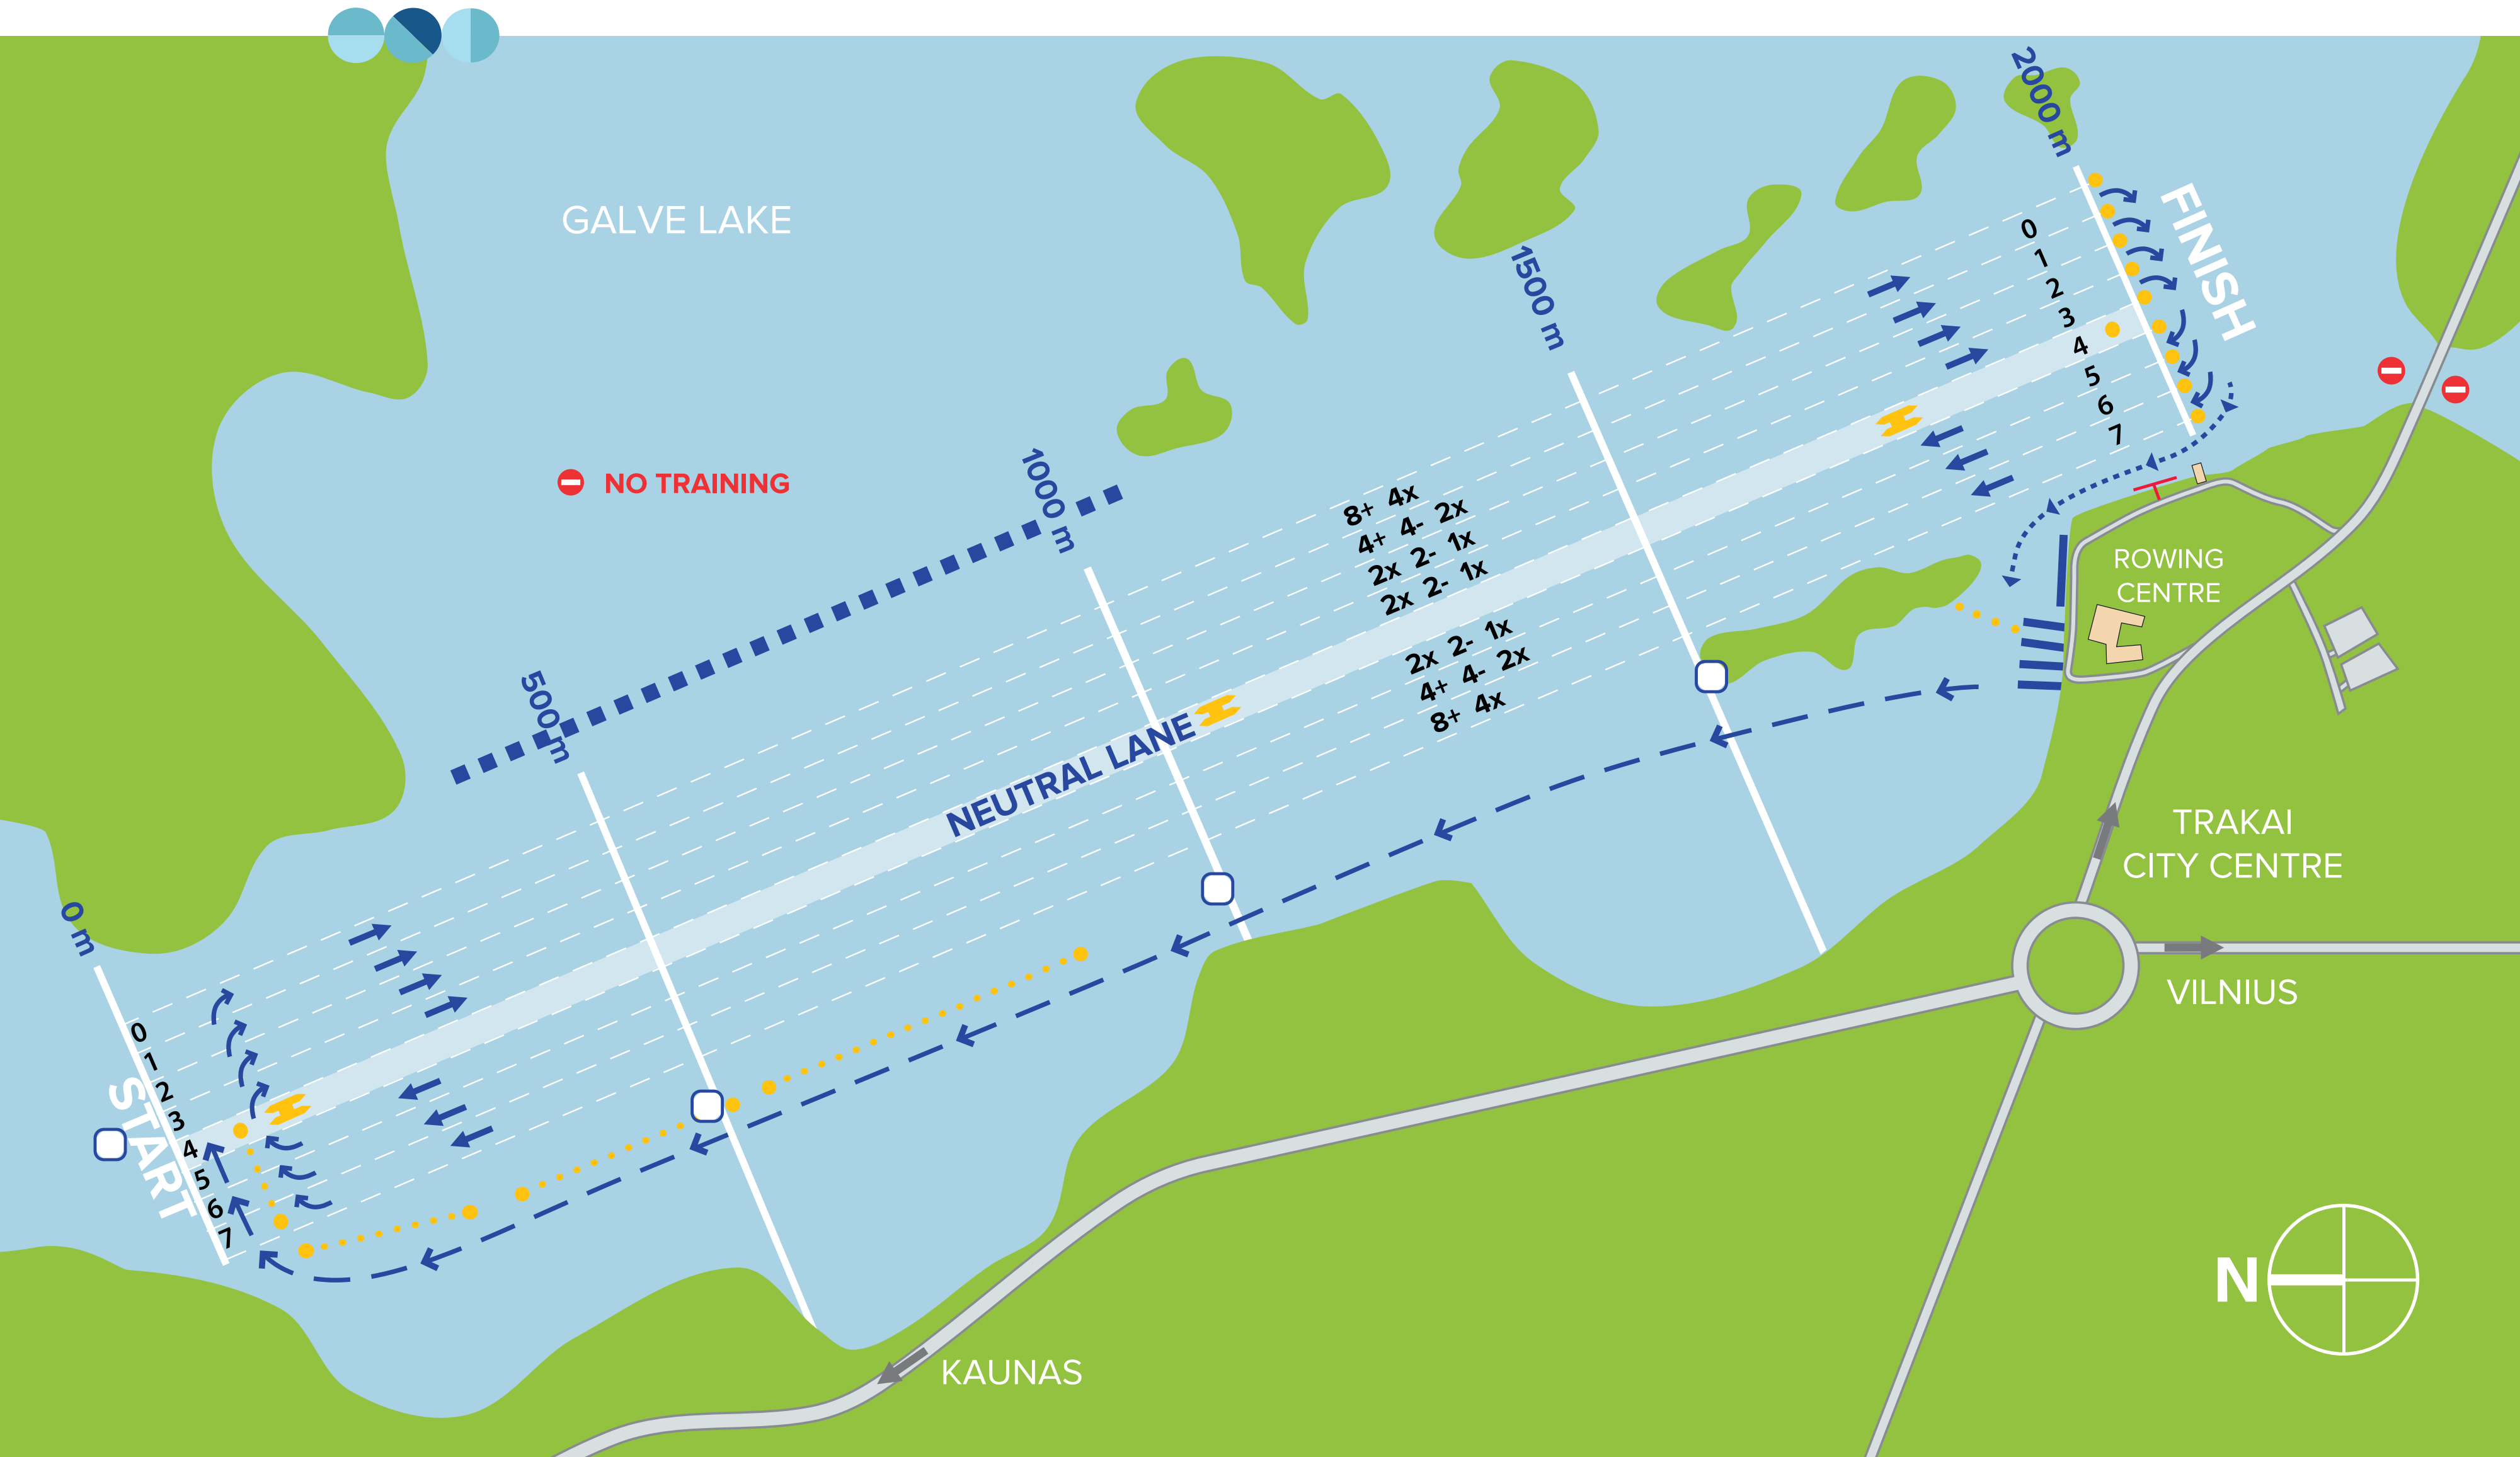 2000 m
FINISH
GALVE LAKE
0
1
2
3
4
5
6
7
1500 m
NO TRAINING
1000 m
8+ 4x
4+ 4- 2x
2x 2- 1x
2x 2- 1x
2x 2- 1x
4+ 4- 2x
8+ 4x
ROWING
CENTRE
500m
NEUTRAL LANE
TRAKAI
CITY CENTRE
0 m
VILNIUS
0
1
2
3
4
5
6
7
START
N
KAUNAS